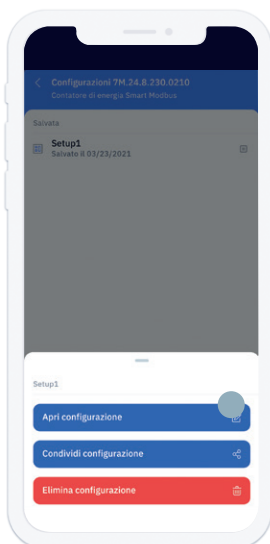 Configurazioni 7M.24.8.230.0210
Contatore di energia Smart Modbus
Salvata
Setup1
Salvato il 03/23/2021
Setup1
Apri configurazione
Condividi configurazione
Elimina configurazione